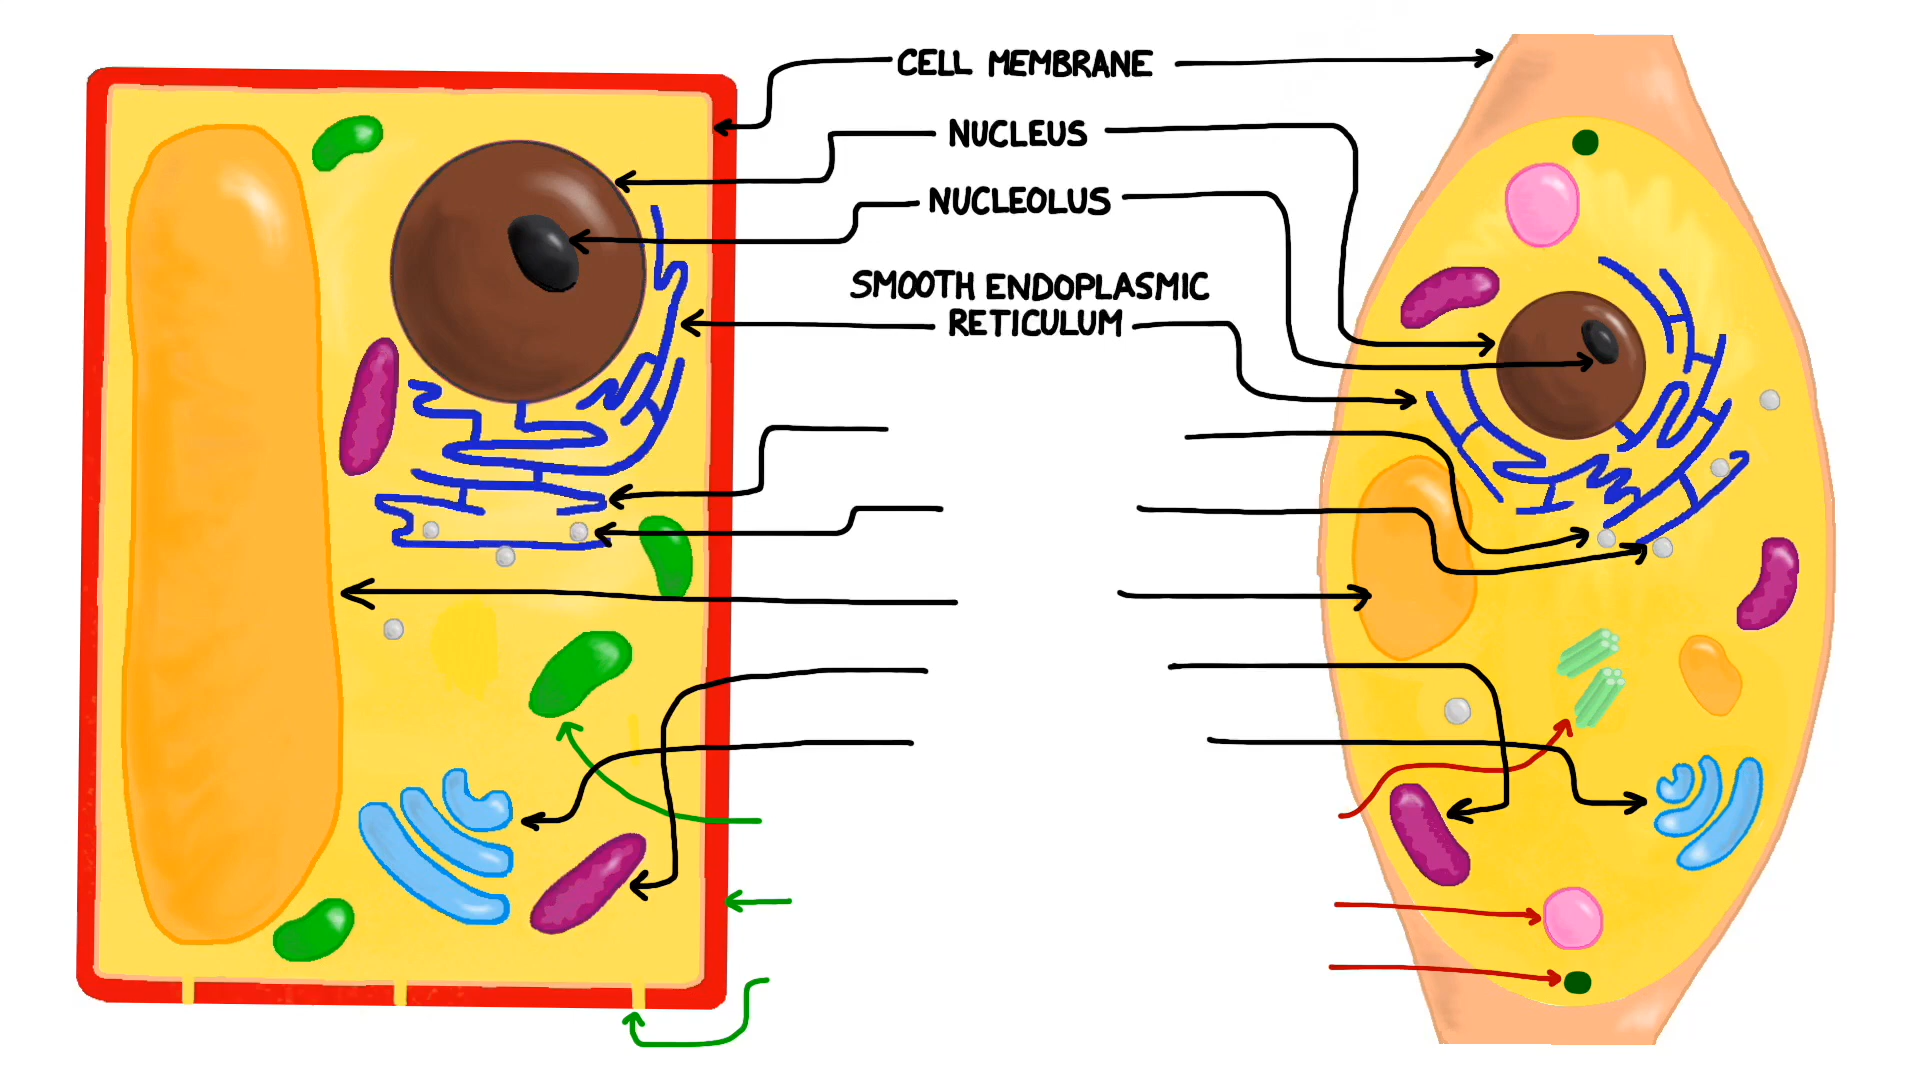 CELL MEMBRANE
NUCLEUS
NUCLEOLUS
SMOOTH ENDOPLASMIC
RETICULUM